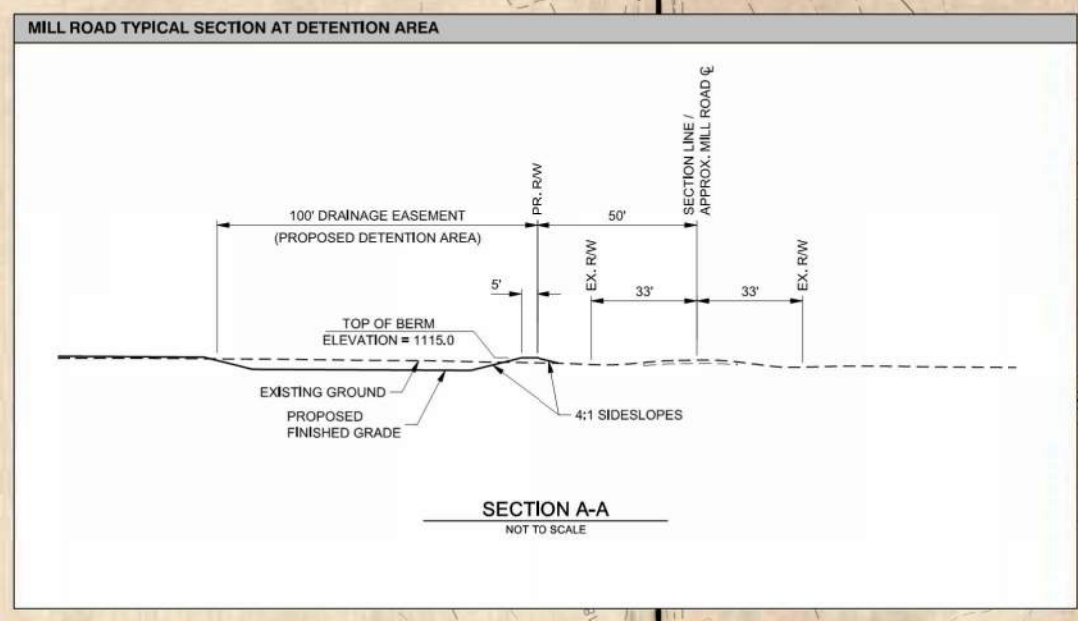 MILL ROAD TYPICAL SECTION AT DETENTION AREA
SECTION LINE /
APPROX. MILL ROAD ℄
PR. R/W
100' DRAINAGE EASEMENT
(PROPOSED DETENTION AREA)
50'
EX. R/W
EX. R/W
5'
33'
33'
TOP OF BERM
ELEVATION = 1115.0
EXISTING GROUND
PROPOSED
FINISHED GRADE
4:1 SIDESLOPES
SECTION A-A
NOT TO SCALE